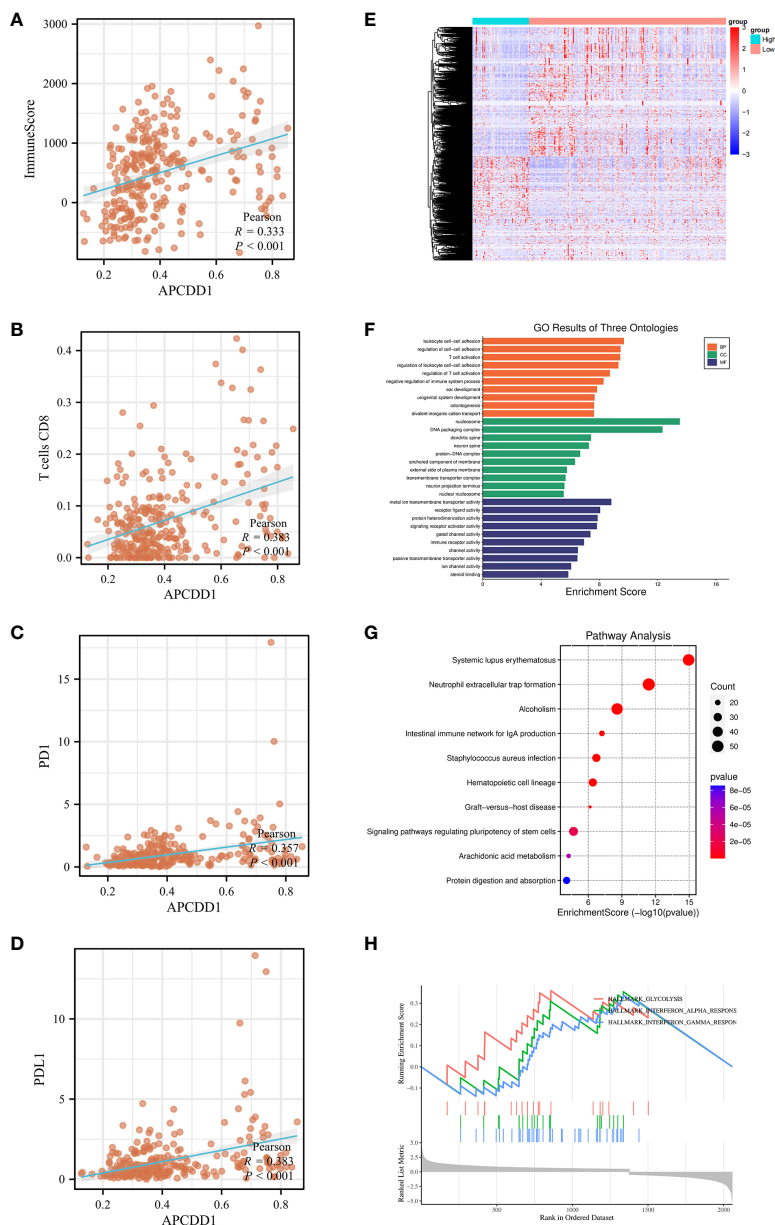 A
3000
2000
1000
0
ImmuneScore
Pearson
R = 0.333
P < 0.001
0.2 0.4 0.6 0.8
APCDD1
B
0.4
0.3
0.2
0.1
0.0
T cells CD8
Pearson
R = 0.383
P < 0.001
0.2 0.4 0.6 0.8
APCDD1
C
15
10
5
0
PD1
Pearson
R = 0.357
P < 0.001
0.2 0.4 0.6 0.8
APCDD1
D
10
5
0
PDL1
Pearson
R = 0.383
P < 0.001
0.2 0.4 0.6 0.8
APCDD1
E
group
3
2
1
0
−1
−2
−3
group
High
Low
F
GO Results of Three Ontologies
leukocyte cell−cell adhesion
regulation of cell−cell adhesion
T cell activation
regulation of leukocyte cell−cell adhesion
regulation of T cell activation
negative regulation of immune system process
ear development
urogenital system development
odontogenesis
divalent inorganic cation transport
nucleosome
DNA packaging complex
dendritic spine
neuron spine
protein−DNA complex
anchored component of membrane
external side of plasma membrane
transmembrane transporter complex
neuron projection terminus
nuclear nucleosome
metal ion transmembrane transporter activity
receptor ligand activity
protein heterodimerization activity
signaling receptor activator activity
gated channel activity
immune receptor activity
channel activity
passive transmembrane transporter activity
ion channel activity
steroid binding
BP
CC
MF
0 4 8 12 16
Enrichment Score
G
Pathway Analysis
Systemic lupus erythematosus
Neutrophil extracellular trap formation
Alcoholism
Intestinal immune network for IgA production
Staphylococcus aureus infection
Hematopoietic cell lineage
Graft−versus−host disease
Signaling pathways regulating pluripotency of stem cells
Arachidonic acid metabolism
Protein digestion and absorption
6 9 12 15
EnrichmentScore (−log10(pvalue))
Count
20
30
40
50
pvalue
8e−05
6e−05
4e−05
2e−05
H
HALLMARK_GLYCOLYSIS
HALLMARK_INTERFERON_ALPHA_RESPONS
HALLMARK_INTERFERON_GAMMA_RESPON
0.3
0.2
0.1
0.0
−0.1
Running Enrichment Score
5.0
2.5
0.0
−2.5
−5.0
Ranked List Metric
500 1000 1500 2000
Rank in Ordered Dataset